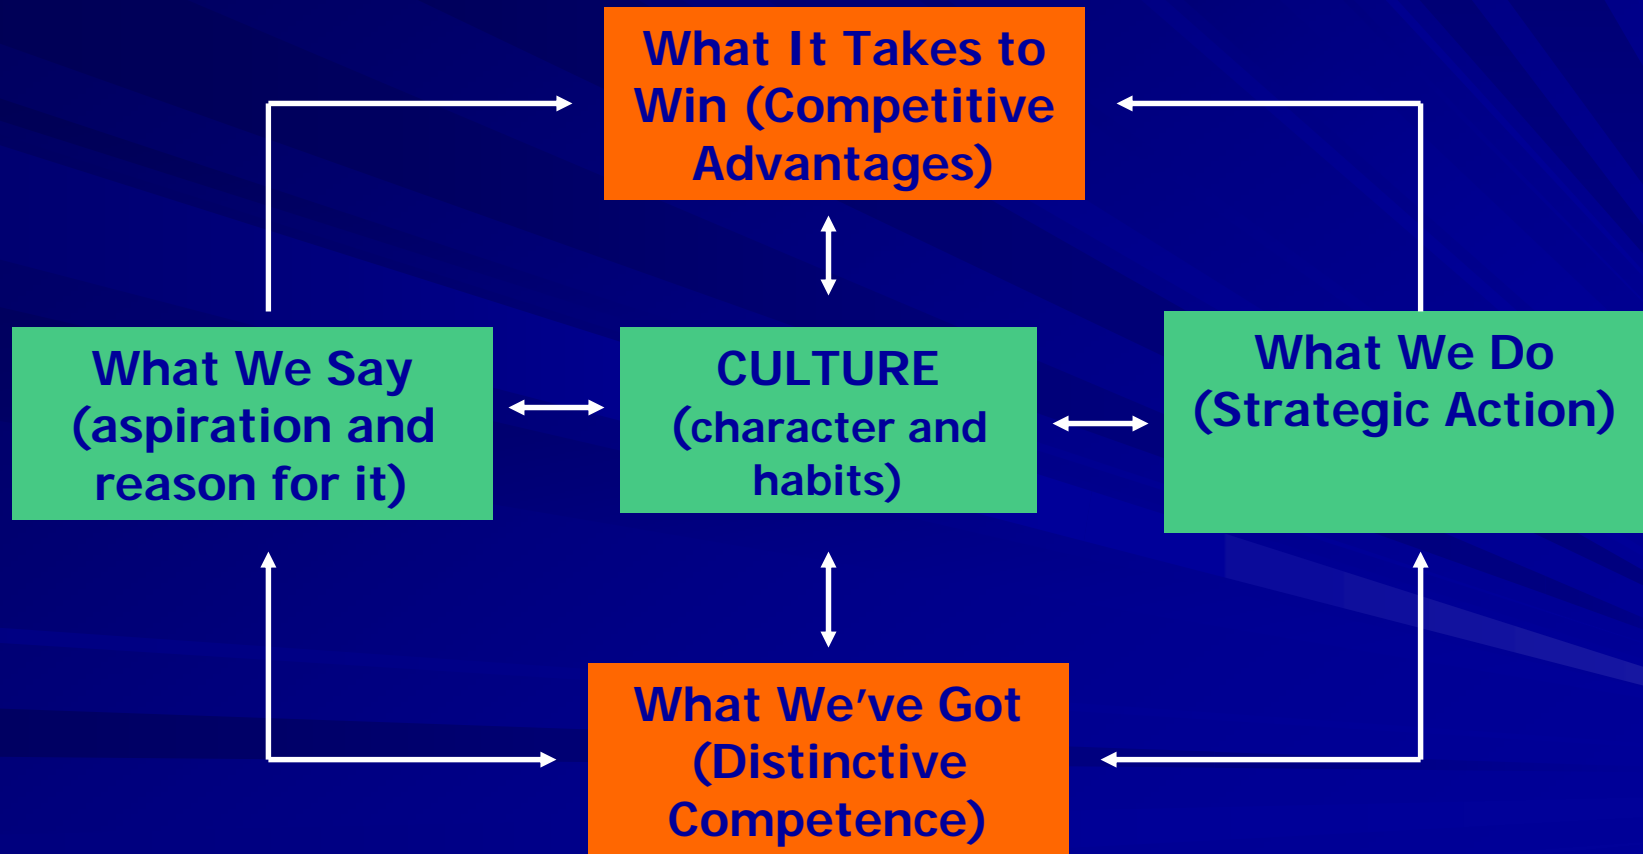 What It Takes to
Win (Competitive
Advantages)
What We Say
(aspiration and
reason for it)
CULTURE
(character and
habits)
What We Do
(Strategic Action)
What We’ve Got
(Distinctive
Competence)